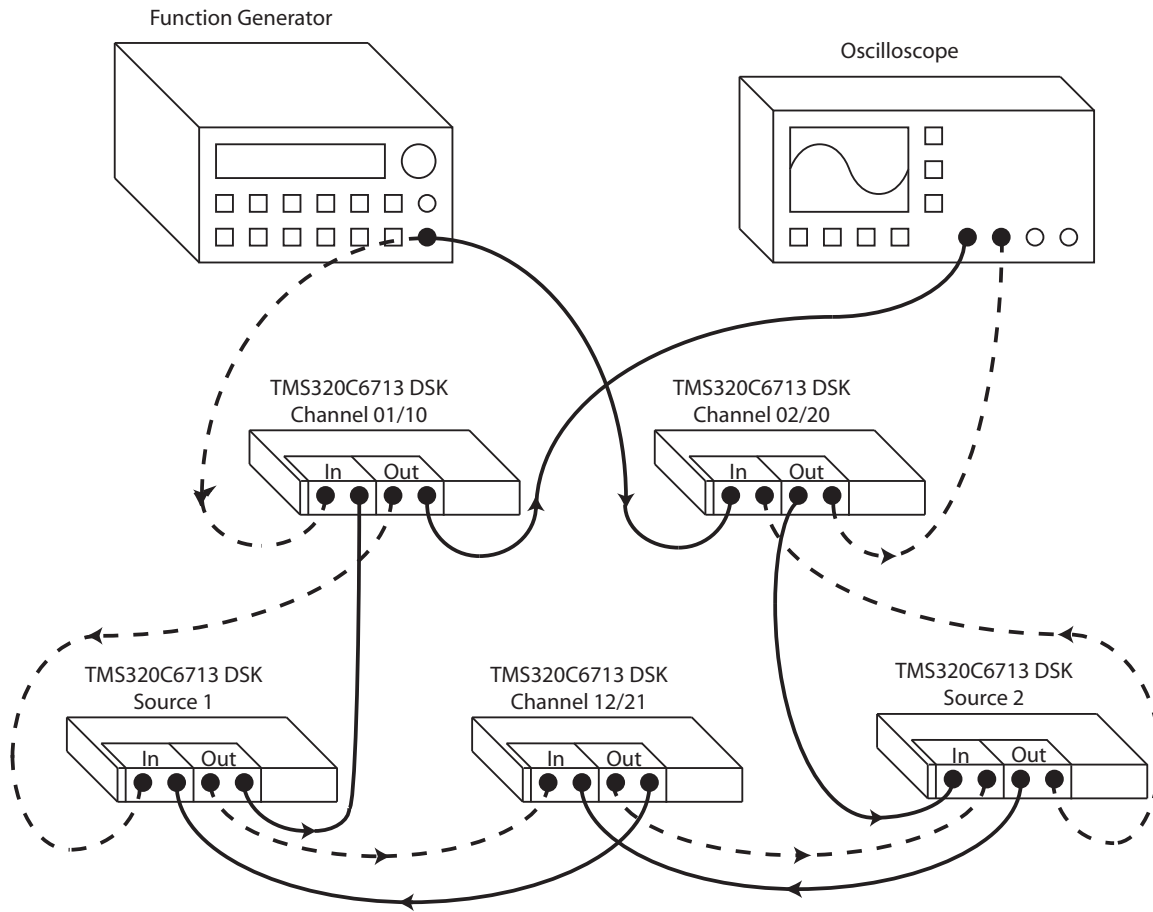 Function Generator
Oscilloscope
TMS320C6713 DSK
Channel 01/10
TMS320C6713 DSK
Channel 02/20
In Out
In Out
TMS320C6713 DSK
Source 1
TMS320C6713 DSK
Channel 12/21
TMS320C6713 DSK
Source 2
In Out
In Out
In Out